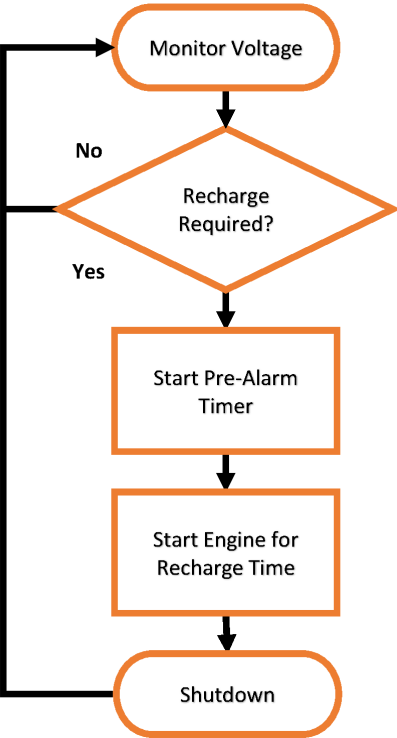 Monitor Voltage
No
Recharge
Required?
Yes
Start Pre-Alarm
Timer
Start Engine for
Recharge Time
Shutdown